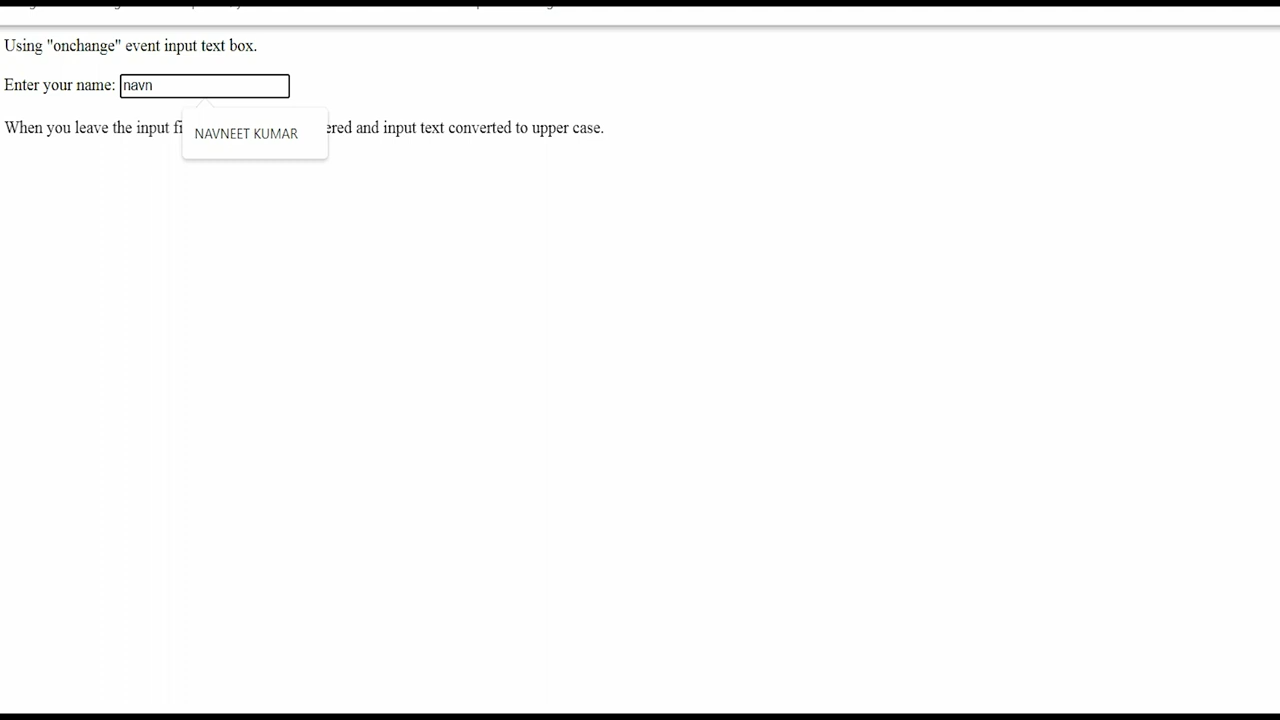 Using "onchange" event input text box.
Enter your name: navn
NAVNEET KUMAR
When you leave the input ered and input text converted to upper case.